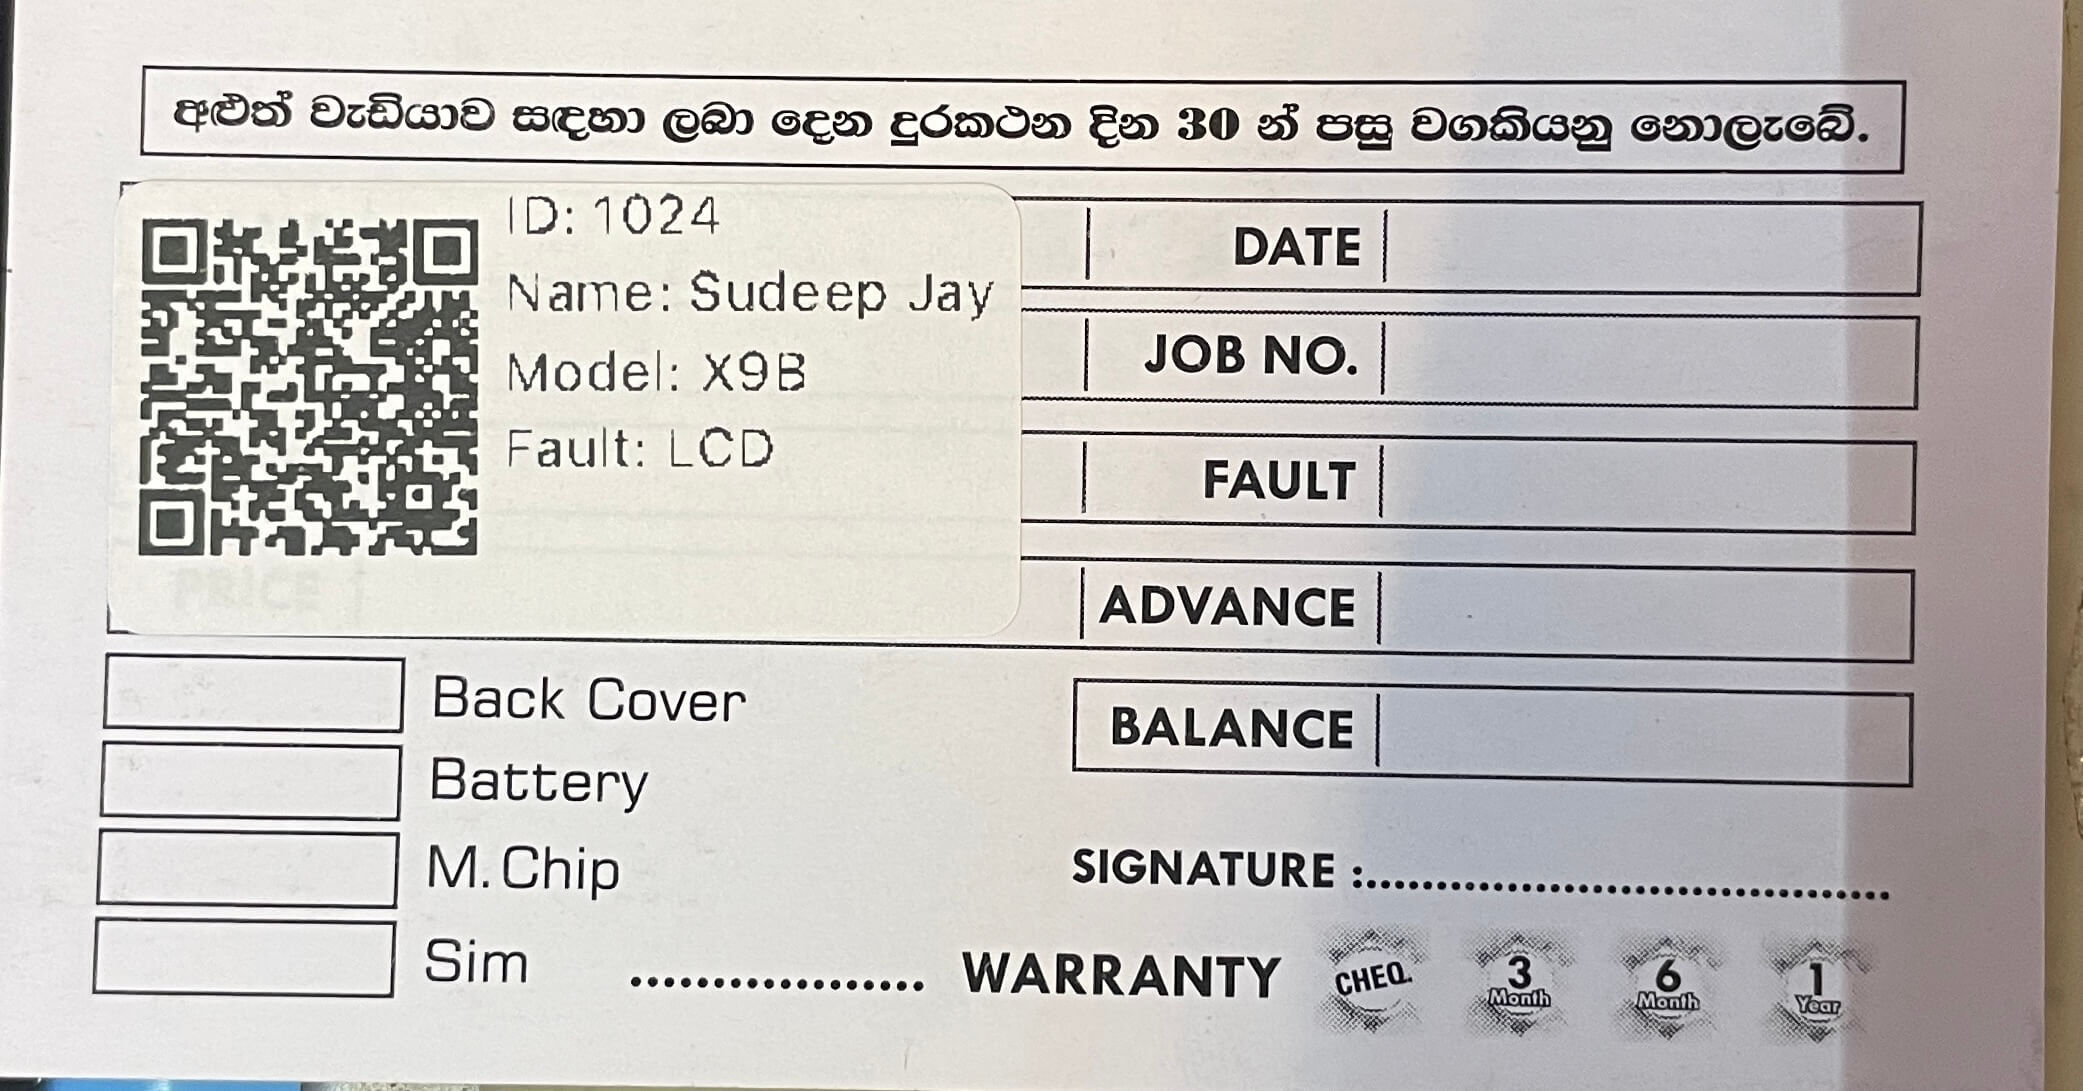 අළුත් වැඩියාව සඳහා ලබා දෙන දුරකථන දින 30 න් පසු වගකියනු නොලැබේ.
ID: 1024
Name: Sudeep Jay
Model: X9B
Fault: LCD
PRICE
DATE
JOB NO.
FAULT
ADVANCE
BALANCE
Back Cover
Battery
M.Chip
Sim
SIGNATURE :........................................
.................. WARRANTY CHEQ. 3 Month 6 Month 1 Year